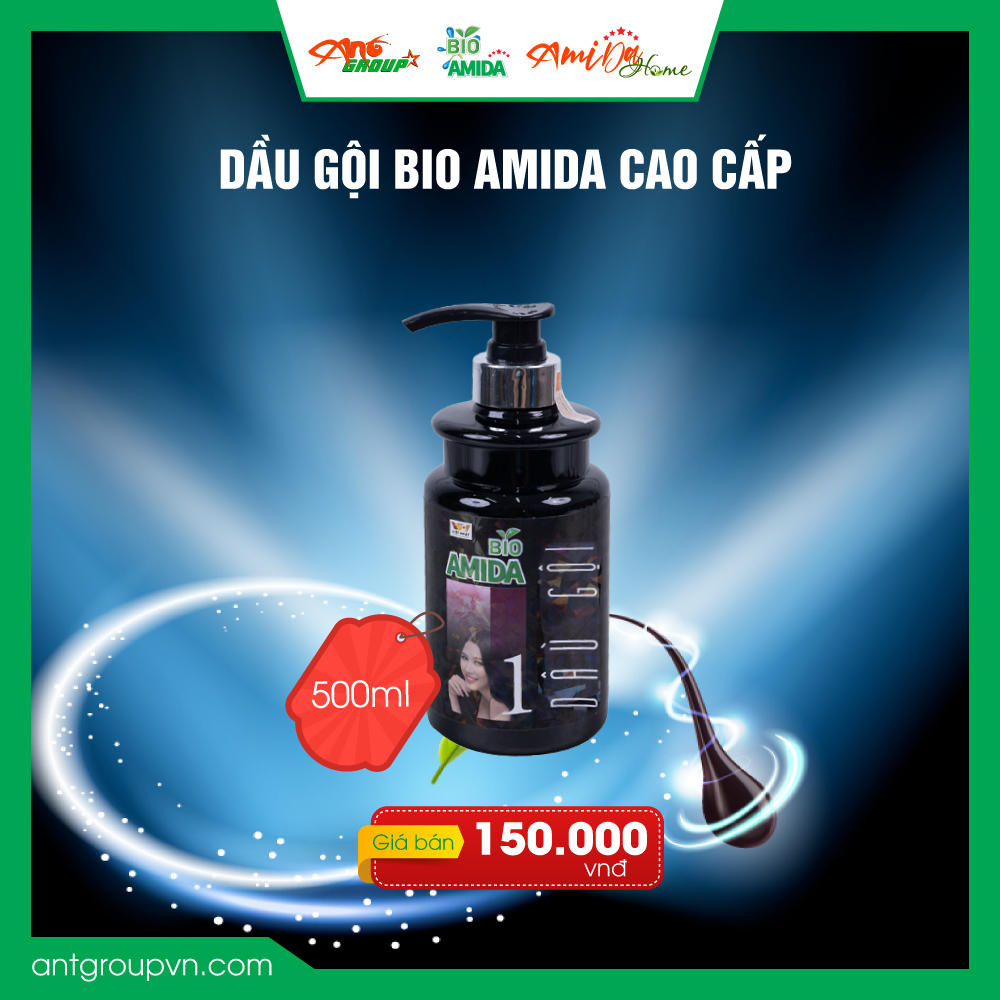 Ant GROUP
BIO AMIDA
AmiDa Home
DẦU GỘI BIO AMIDA CAO CẤP
BIO
AMIDA
DẦU GỘI
1
500ml
Giá bán 150.000
vnđ
antgroupvn.com